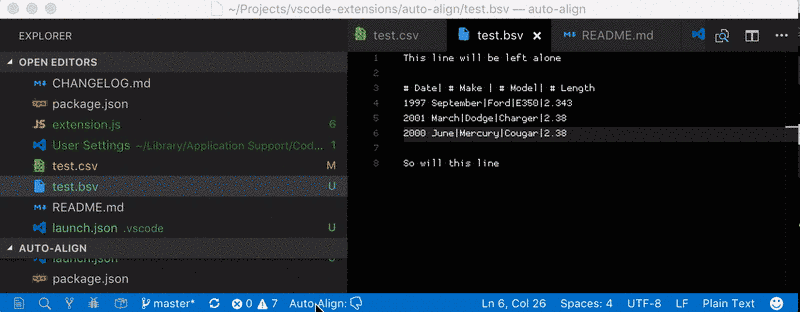 ~/Projects/vscode-extensions/auto-align/test.bsv — auto-align
EXPLORER
OPEN EDITORS
CHANGELOG.md
package.json
JS extension.js 6
User Settings ~/Library/Application Support/Cod... 1
test.csv M
test.bsv U
README.md
launch.json .vscode U
AUTO-ALIGN
launch.json U
package.json
test.csv test.bsv README.md
1 This line will be left alone
2
3 # Date| # Make | # Model| # Length
4 1997 September|Ford|E350|2.343
5 2001 March|Dodge|Charger|2.38
6 2000 June|Mercury|Cougar|2.38
7
8 So will this line
master* 0 7 Auto Align: Ln 6, Col 26 Spaces: 4 UTF-8 LF Plain Text